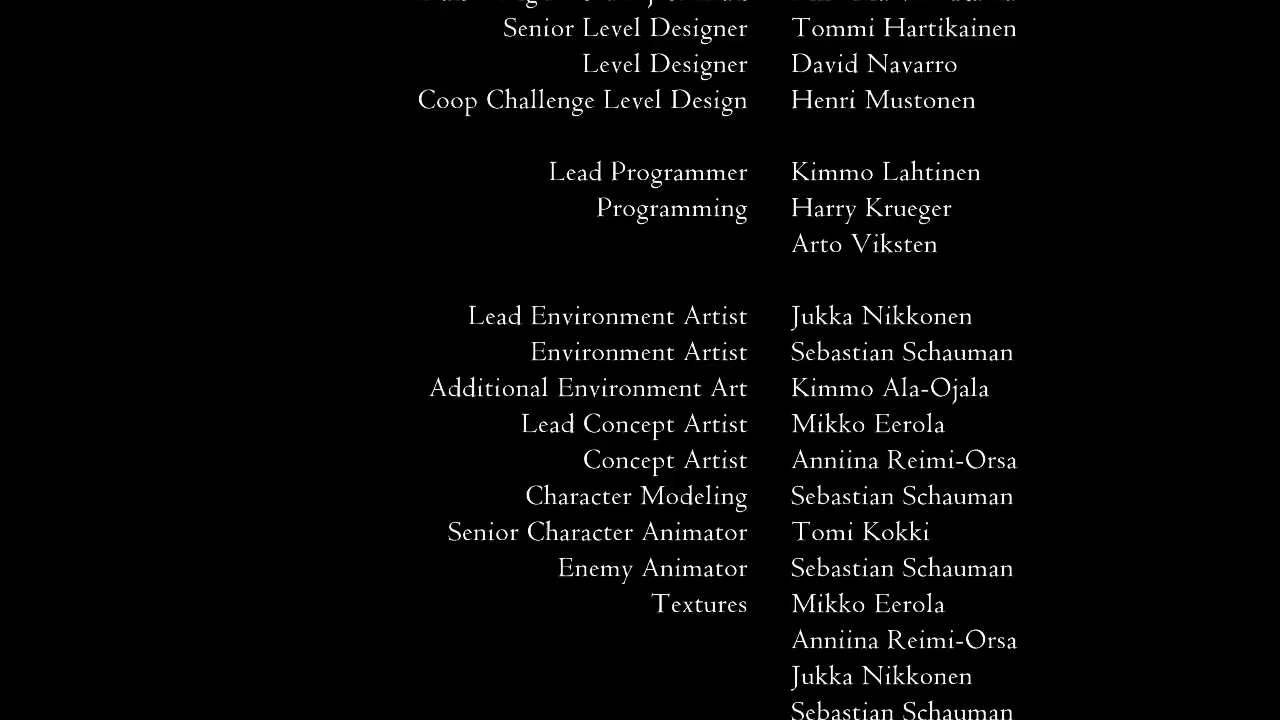 Senior Level Designer Tommi Hartikainen
Level Designer David Navarro
Coop Challenge Level Design Henri Mustonen
Lead Programmer Kimmo Lahtinen
Programming Harry Krueger
Arto Viksten
Lead Environment Artist Jukka Nikkonen
Environment Artist Sebastian Schauman
Additional Environment Art Kimmo Ala-Ojala
Lead Concept Artist Mikko Eerola
Concept Artist Anniina Reimi-Orsa
Character Modeling Sebastian Schauman
Senior Character Animator Tomi Kokki
Enemy Animator Sebastian Schauman
Textures Mikko Eerola
Anniina Reimi-Orsa
Jukka Nikkonen
Sebastian Schauman